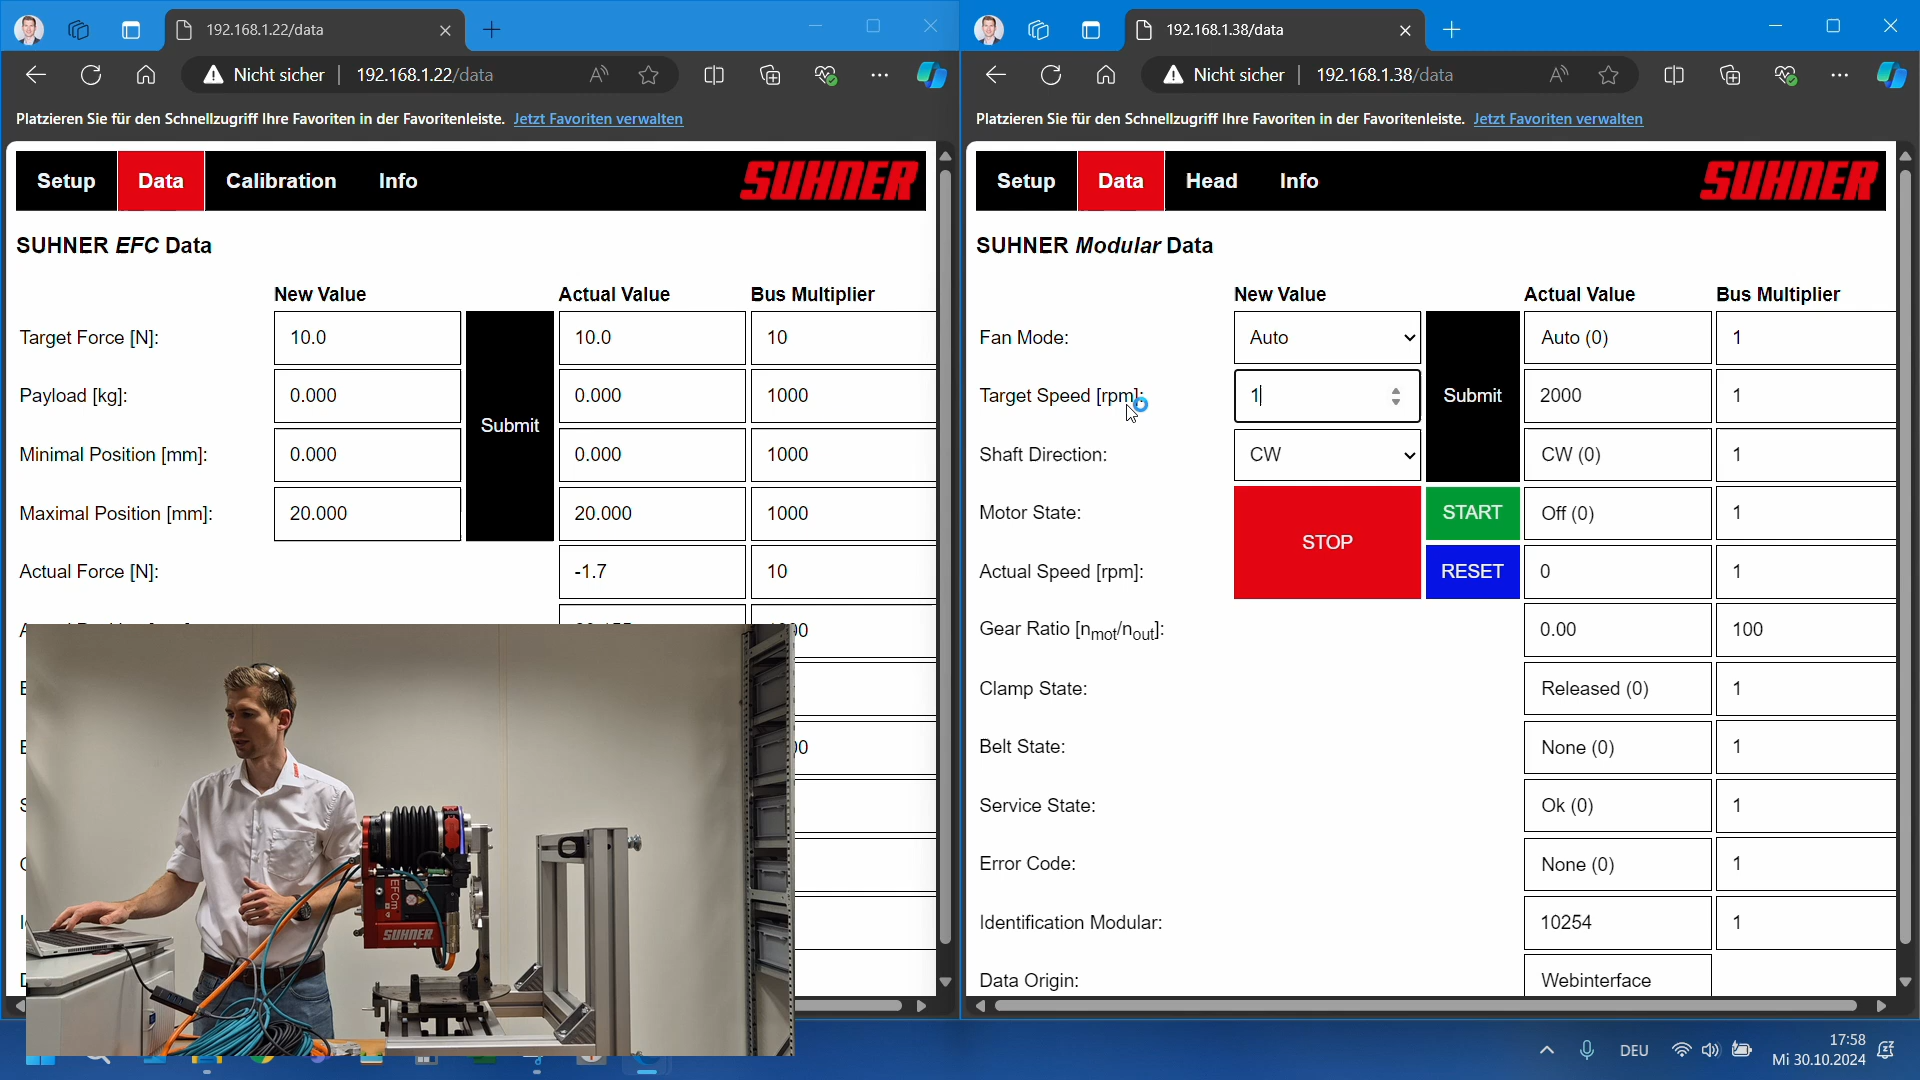 192.168.1.22/data
Nicht sicher
192.168.1.22/data
Platzieren Sie für den Schnellzugriff Ihre Favoriten in der Favoritenleiste. Jetzt Favoriten verwalten
Setup Data Calibration Info SUHNER
SUHNER EFC Data
New Value Actual Value Bus Multiplier
Target Force [N]: 10.0 10.0 10
Payload [kg]: 0.000 0.000 1000
Minimal Position [mm]: 0.000 0.000 1000
Maximal Position [mm]: 20.000 20.000 1000
Submit
Actual Force [N]: -1.7 10
EFCm
SUHNER
192.168.1.38/data
Nicht sicher
192.168.1.38/data
Platzieren Sie für den Schnellzugriff Ihre Favoriten in der Favoritenleiste. Jetzt Favoriten verwalten
Setup Data Head Info SUHNER
SUHNER Modular Data
New Value Actual Value Bus Multiplier
Fan Mode: Auto Auto (0) 1
Target Speed [rpm]: 1 Submit 2000 1
Shaft Direction: CW CW (0) 1
Motor State: START Off (0) 1
STOP
Actual Speed [rpm]: RESET 0 1
Gear Ratio [nmot/nout]: 0.00 100
Clamp State: Released (0) 1
Belt State: None (0) 1
Service State: Ok (0) 1
Error Code: None (0) 1
Identification Modular: 10254 1
Data Origin: Webinterface
DEU
17:58
Mi 30.10.2024